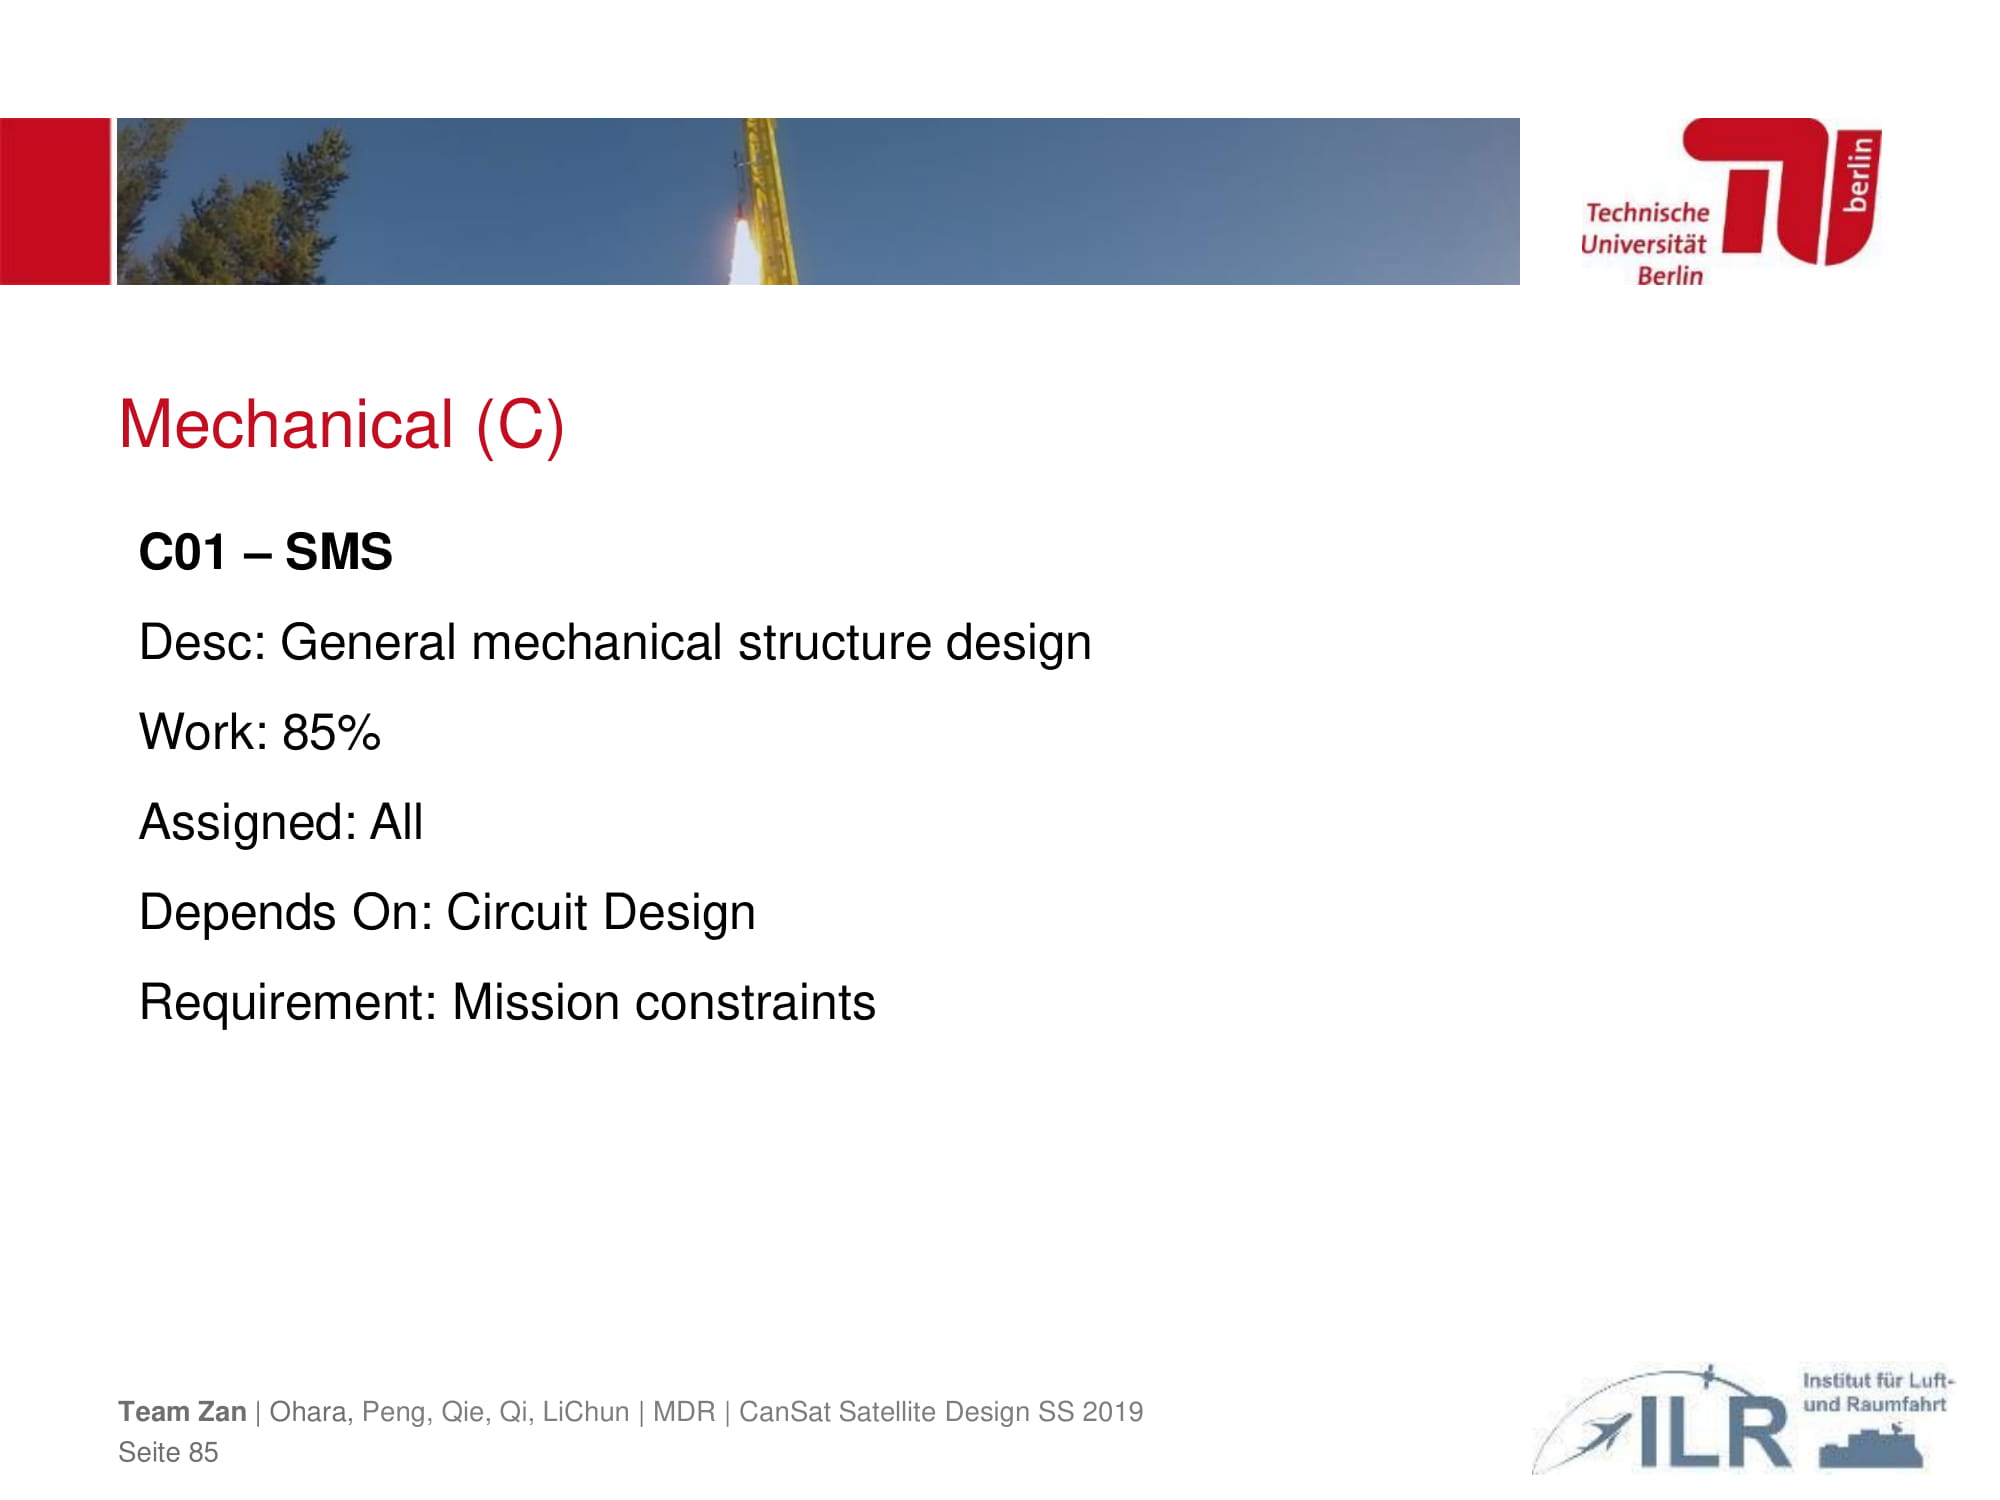 Technische
Universität
Berlin
berlin
Mechanical (C)
C01 – SMS
Desc: General mechanical structure design
Work: 85%
Assigned: All
Depends On: Circuit Design
Requirement: Mission constraints
Team Zan | Ohara, Peng, Qie, Qi, LiChun | MDR | CanSat Satellite Design SS 2019
Seite 85
ILR
Institut für Luft-
und Raumfahrt